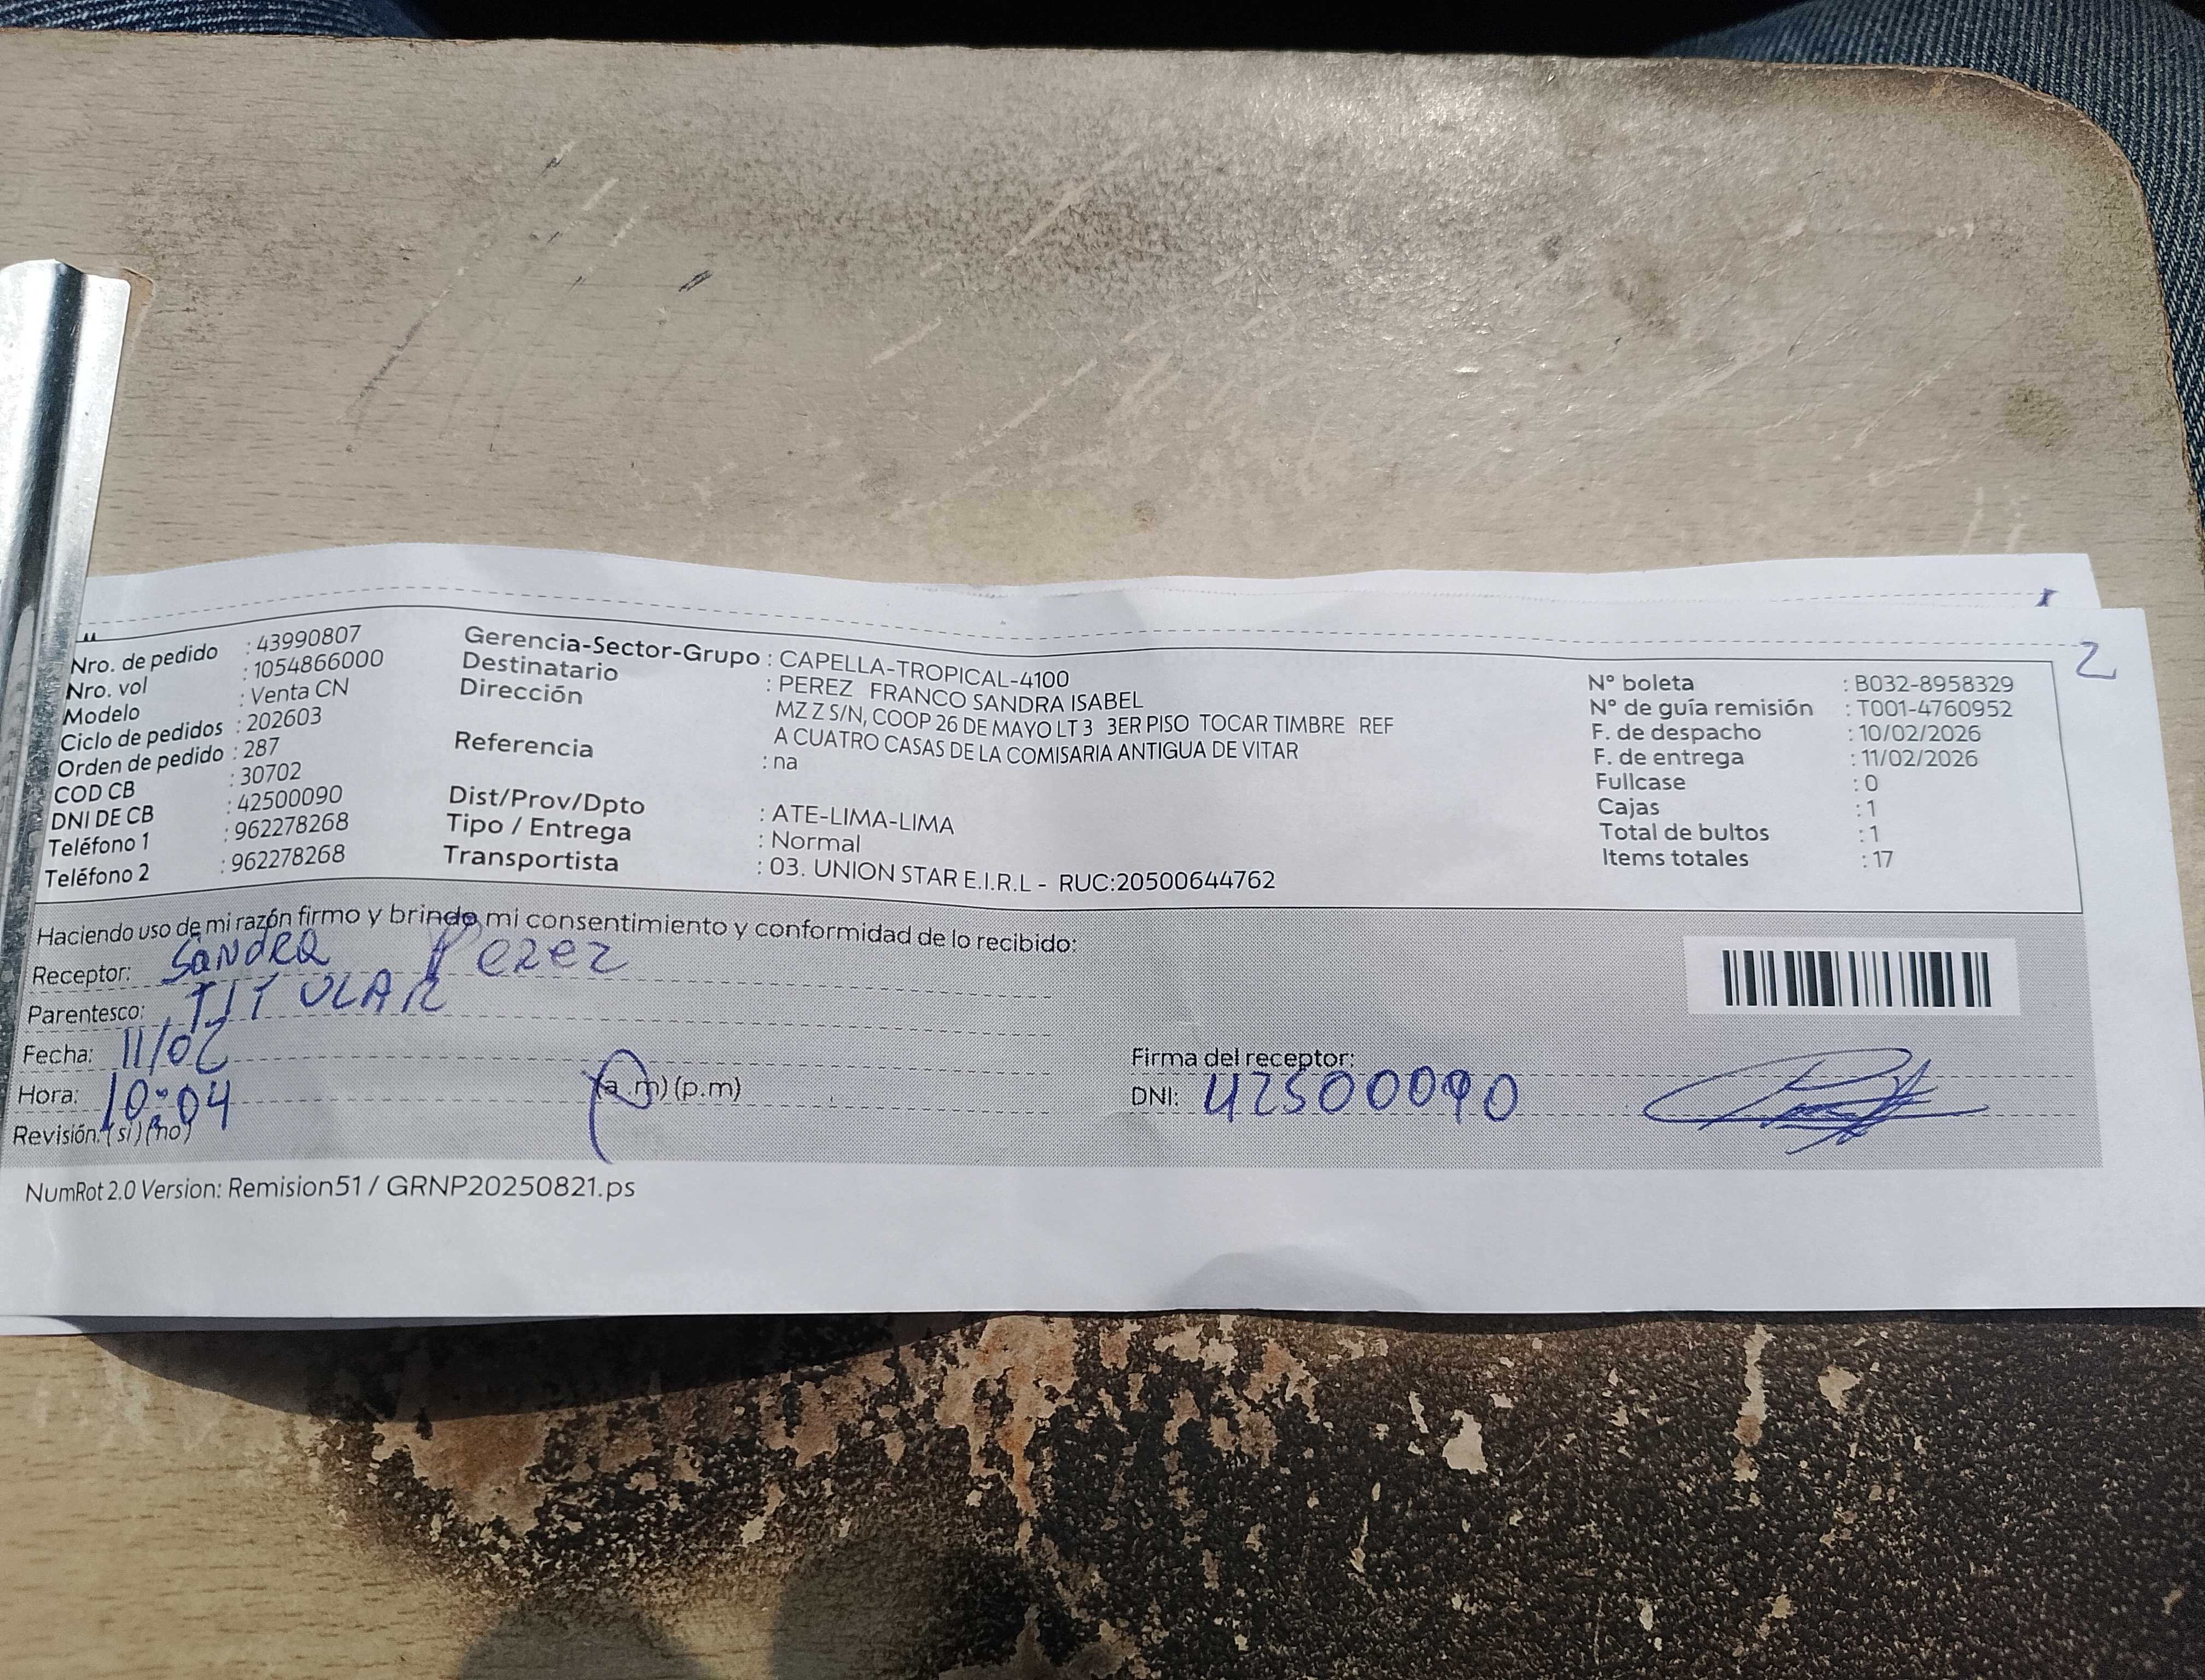 2
Nro. de pedido : 43990807
Nro. vol : 1054866000
Modelo : Venta CN
Ciclo de pedidos : 202603
Orden de pedido : 287
COD CB : 30702
DNI DE CB : 42500090
Teléfono 1 : 962278268
Teléfono 2 : 962278268
Gerencia-Sector-Grupo : CAPELLA-TROPICAL-4100
Destinatario : PEREZ FRANCO SANDRA ISABEL
Dirección MZ Z S/N, COOP 26 DE MAYO LT 3 3ER PISO TOCAR TIMBRE REF
A CUATRO CASAS DE LA COMISARIA ANTIGUA DE VITAR
Referencia : na
Dist/Prov/Dpto : ATE-LIMA-LIMA
Tipo / Entrega : Normal
Transportista : 03. UNION STAR E.I.R.L - RUC:20500644762
N° boleta : B032-8958329
N° de guía remisión : T001-4760952
F. de despacho : 10/02/2026
F. de entrega : 11/02/2026
Fullcase : 0
Cajas : 1
Total de bultos : 1
Items totales : 17
Haciendo uso de mi razón firmo y brindo mi consentimiento y conformidad de lo recibido:
Receptor: Sandra Perez
Parentesco: TITULAR
Fecha: 11/02
Hora: 10:04 (a.m) (p.m)
Revisión: (si) (no)
Firma del receptor:
DNI: 42500090
NumRot 2.0 Version: Remision51 / GRNP20250821.ps